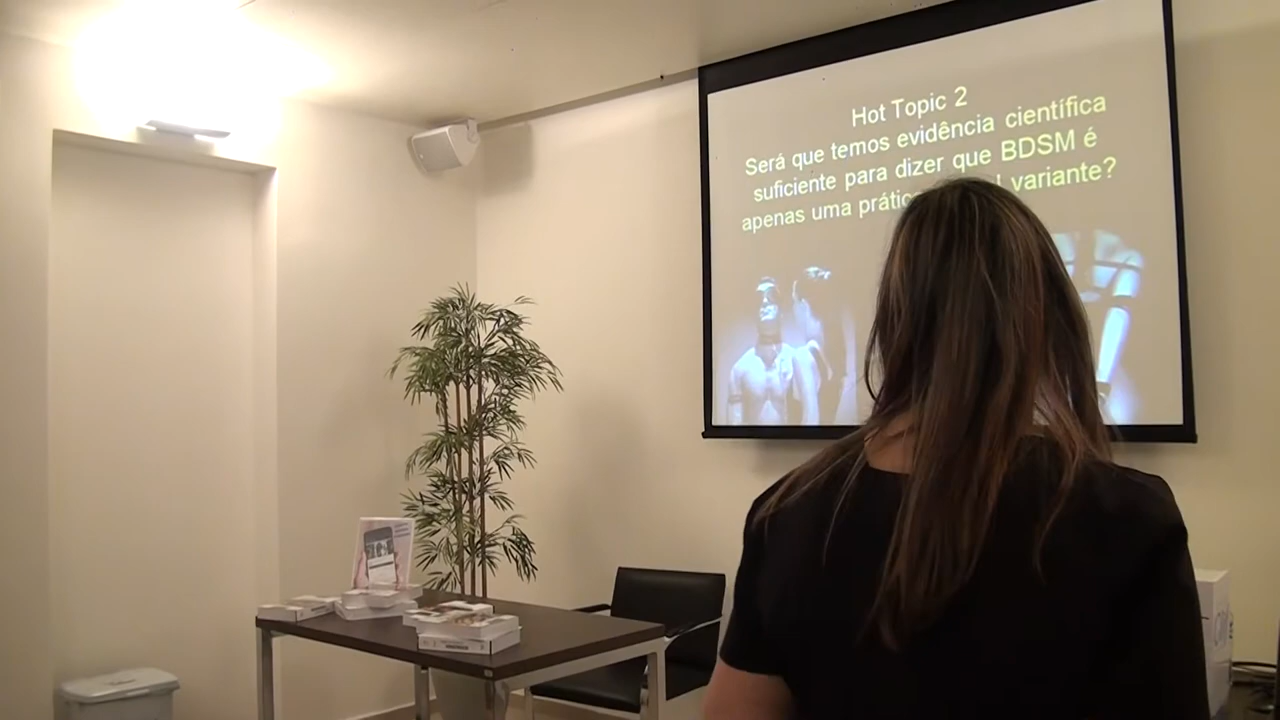 Hot Topic 2
Será que temos evidência científica
suficiente para dizer que BDSM é
apenas uma prátic variante?